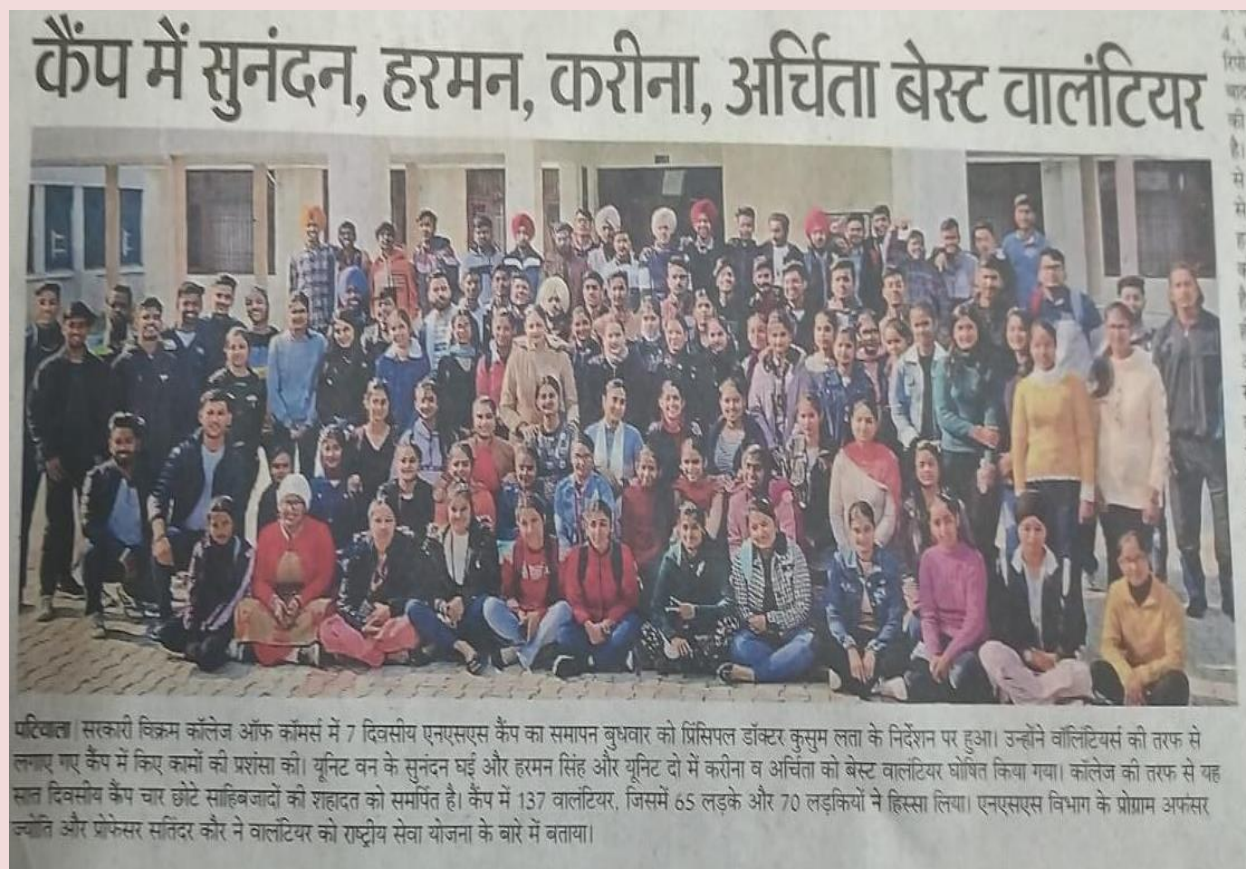 कैंप में सुनंदन, हरमन, करीना, अर्चिता बेस्ट वालंटियर
पटियाला | सरकारी विक्रम कॉलेज ऑफ कॉमर्स में 7 दिवसीय एनएसएस कैंप का समापन बुधवार को प्रिंसिपल डॉक्टर कुसुम लता के निर्देशन पर हुआ। उन्होंने वॉलिंटियर्स की तरफ से
लगाए गए कैंप में किए कामों की प्रशंसा की। यूनिट वन के सुनंदन घई और हरमन सिंह और यूनिट दो में करीना व अर्चिता को बेस्ट वालंटियर घोषित किया गया। कॉलेज की तरफ से यह
सात दिवसीय कैंप चार छोटे साहिबजादों की शहादत को समर्पित है। कैंप में 137 वालंटियर, जिसमें 65 लड़के और 70 लड़कियों ने हिस्सा लिया। एनएसएस विभाग के प्रोग्राम अफसर
ज्योति और प्रोफेसर सतिंदर कौर ने वालंटियर को राष्ट्रीय सेवा योजना के बारे में बताया।